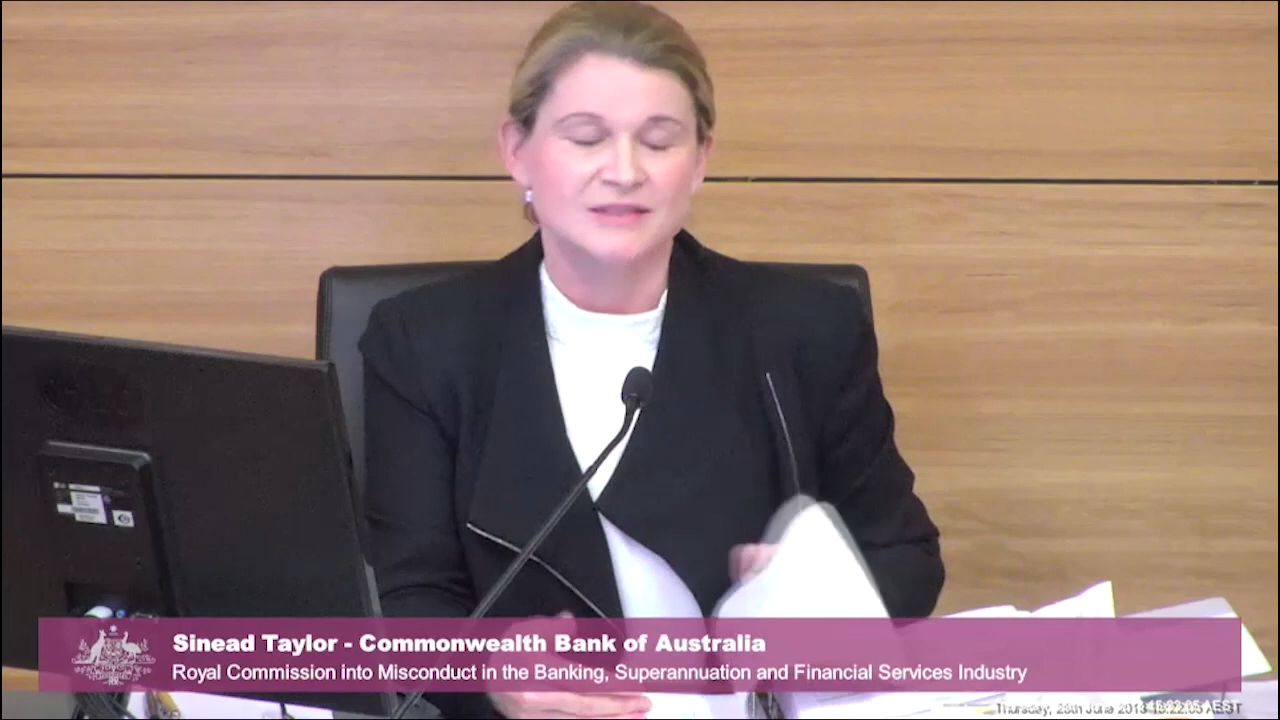 Sinead Taylor - Commonwealth Bank of Australia
Royal Commission into Misconduct in the Banking, Superannuation and Financial Services Industry
Thursday, 28th June 2018 AEST